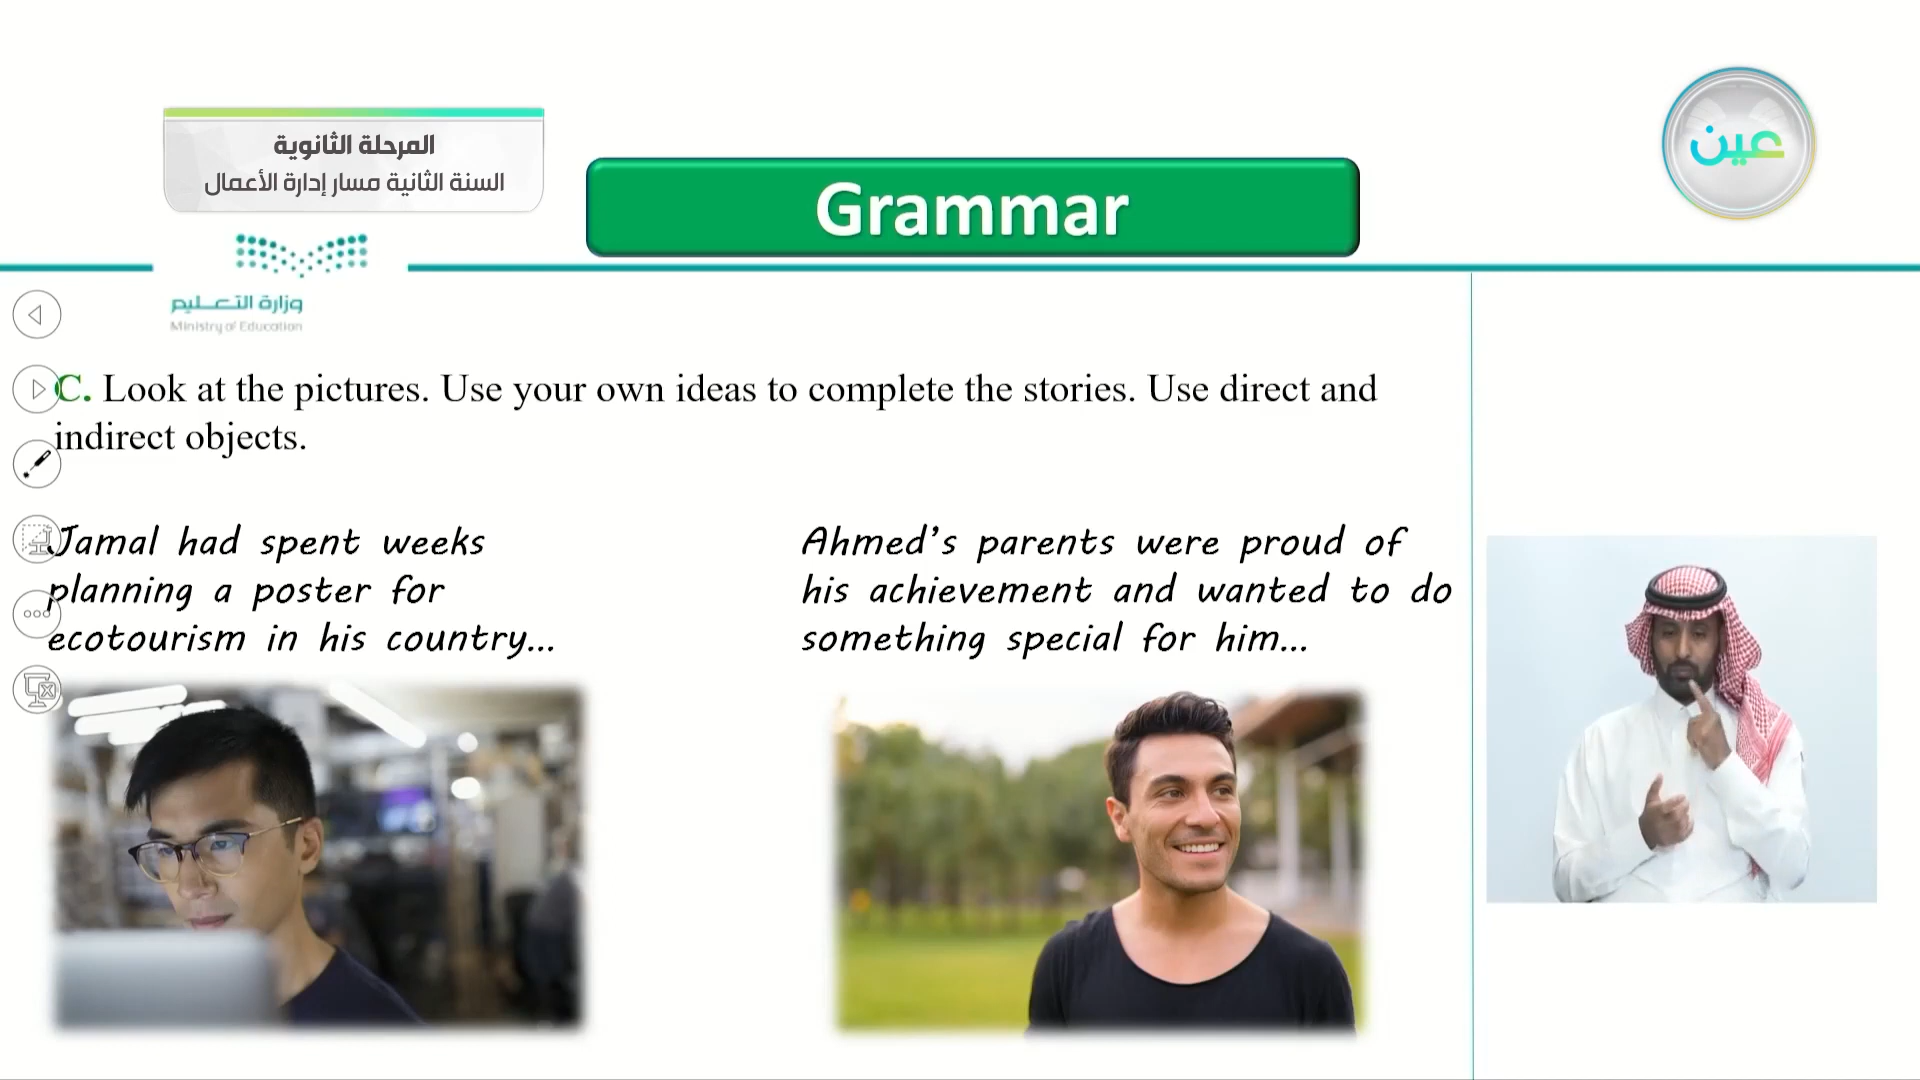 المرحلة الثانوية
السنة الثانية مسار إدارة الأعمال
عين
Grammar
وزارة التعليم
Ministry of Education
C. Look at the pictures. Use your own ideas to complete the stories. Use direct and
indirect objects.
Jamal had spent weeks
planning a poster for
ecotourism in his country...
Ahmed's parents were proud of
his achievement and wanted to do
something special for him...